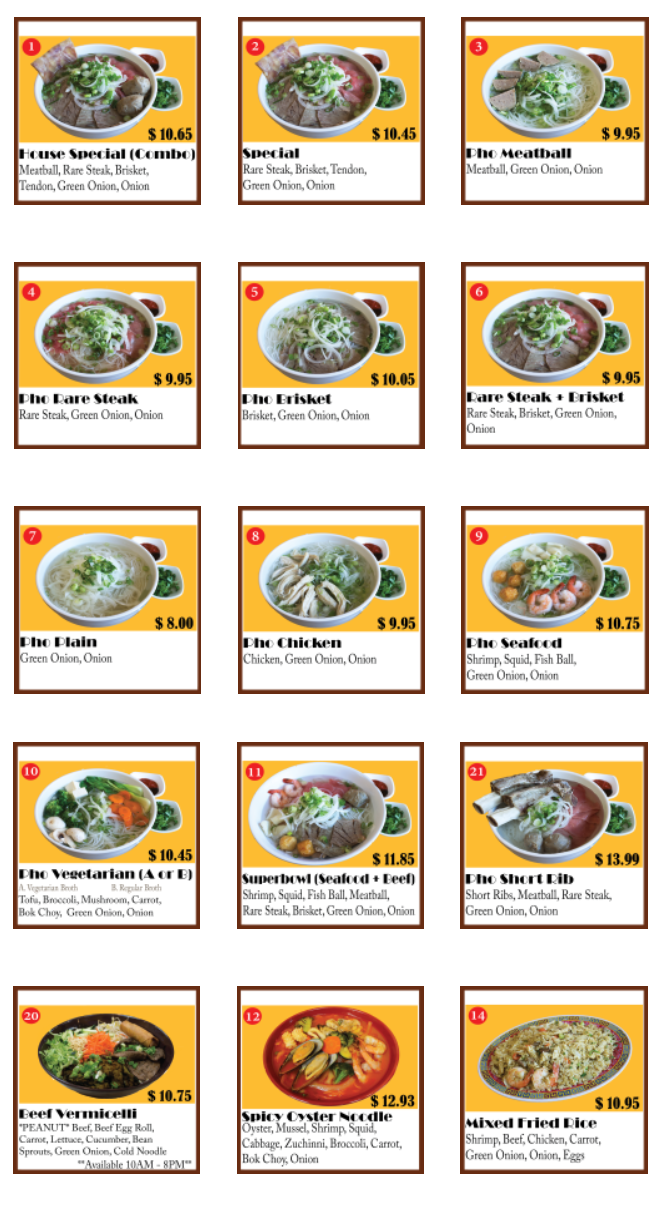 1
$ 10.65
House Special (Combo)
Meatball, Rare Steak, Brisket,
Tendon, Green Onion, Onion
2
$ 10.45
Special
Rare Steak, Brisket, Tendon,
Green Onion, Onion
3
$ 9.95
Pho Meatball
Meatball, Green Onion, Onion
4
$ 9.95
Pho Rare Steak
Rare Steak, Green Onion, Onion
5
$ 10.05
Pho Brisket
Brisket, Green Onion, Onion
6
$ 9.95
Rare Steak + Brisket
Rare Steak, Brisket, Green Onion,
Onion
7
$ 8.00
Pho Plain
Green Onion, Onion
8
$ 9.95
Pho Chicken
Chicken, Green Onion, Onion
9
$ 10.75
Pho Seafood
Shrimp, Squid, Fish Ball,
Green Onion, Onion
10
$ 10.45
Pho Vegetarian (A or B)
A. Vegetarian Broth B. Regular Broth
Tofu, Broccoli, Mushroom, Carrot,
Bok Choy, Green Onion, Onion
11
$ 11.85
Superbowl (Seafood + Beef)
Shrimp, Squid, Fish Ball, Meatball,
Rare Steak, Brisket, Green Onion, Onion
21
$ 13.99
Pho Short Rib
Short Ribs, Meatball, Rare Steak,
Green Onion, Onion
20
$ 10.75
Beef Vermicelli
*PEANUT* Beef, Beef Egg Roll,
Carrot, Lettuce, Cucumber, Bean
Sprouts, Green Onion, Cold Noodle
**Available 10AM - 8PM**
12
$ 12.93
Spicy Oyster Noodle
Oyster, Mussel, Shrimp, Squid,
Cabbage, Zuchinni, Broccoli, Carrot,
Bok Choy, Onion
14
$ 10.95
Mixed Fried Rice
Shrimp, Beef, Chicken, Carrot,
Green Onion, Onion, Eggs